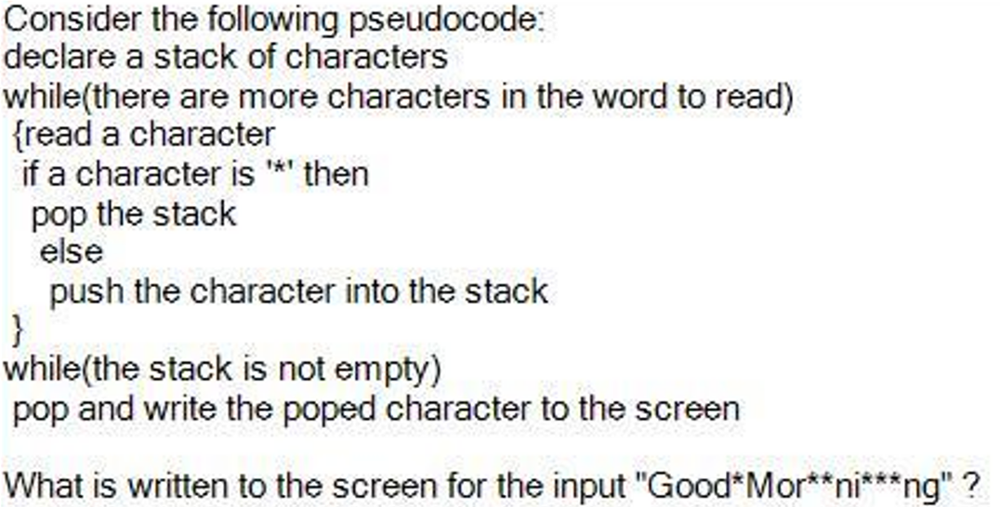 Consider the following pseudocode:
declare a stack of characters
while(there are more characters in the word to read)
{read a character
if a character is '*' then
pop the stack
else
push the character into the stack
}
while(the stack is not empty)
pop and write the poped character to the screen
What is written to the screen for the input "Good*Mor**ni***ng" ?